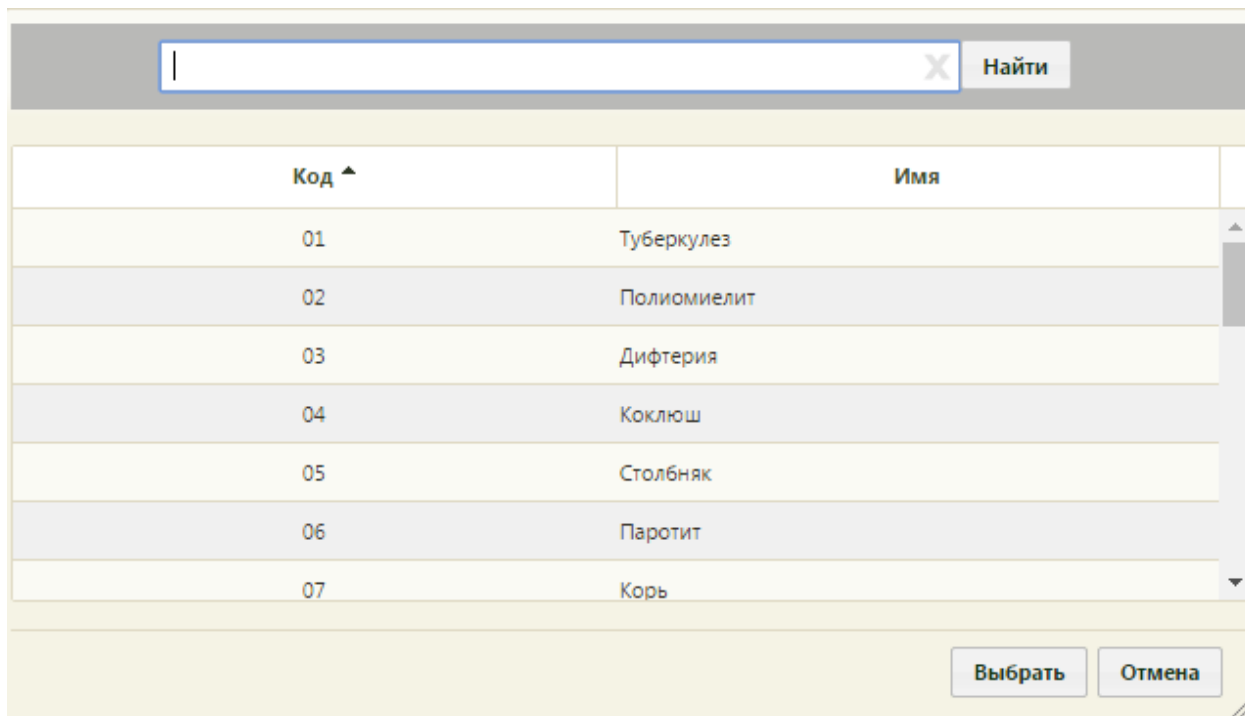 Найти
Код Имя
01 Туберкулез
02 Полиомиелит
03 Дифтерия
04 Коклюш
05 Столбняк
06 Паротит
07 Корь
Выбрать Отмена